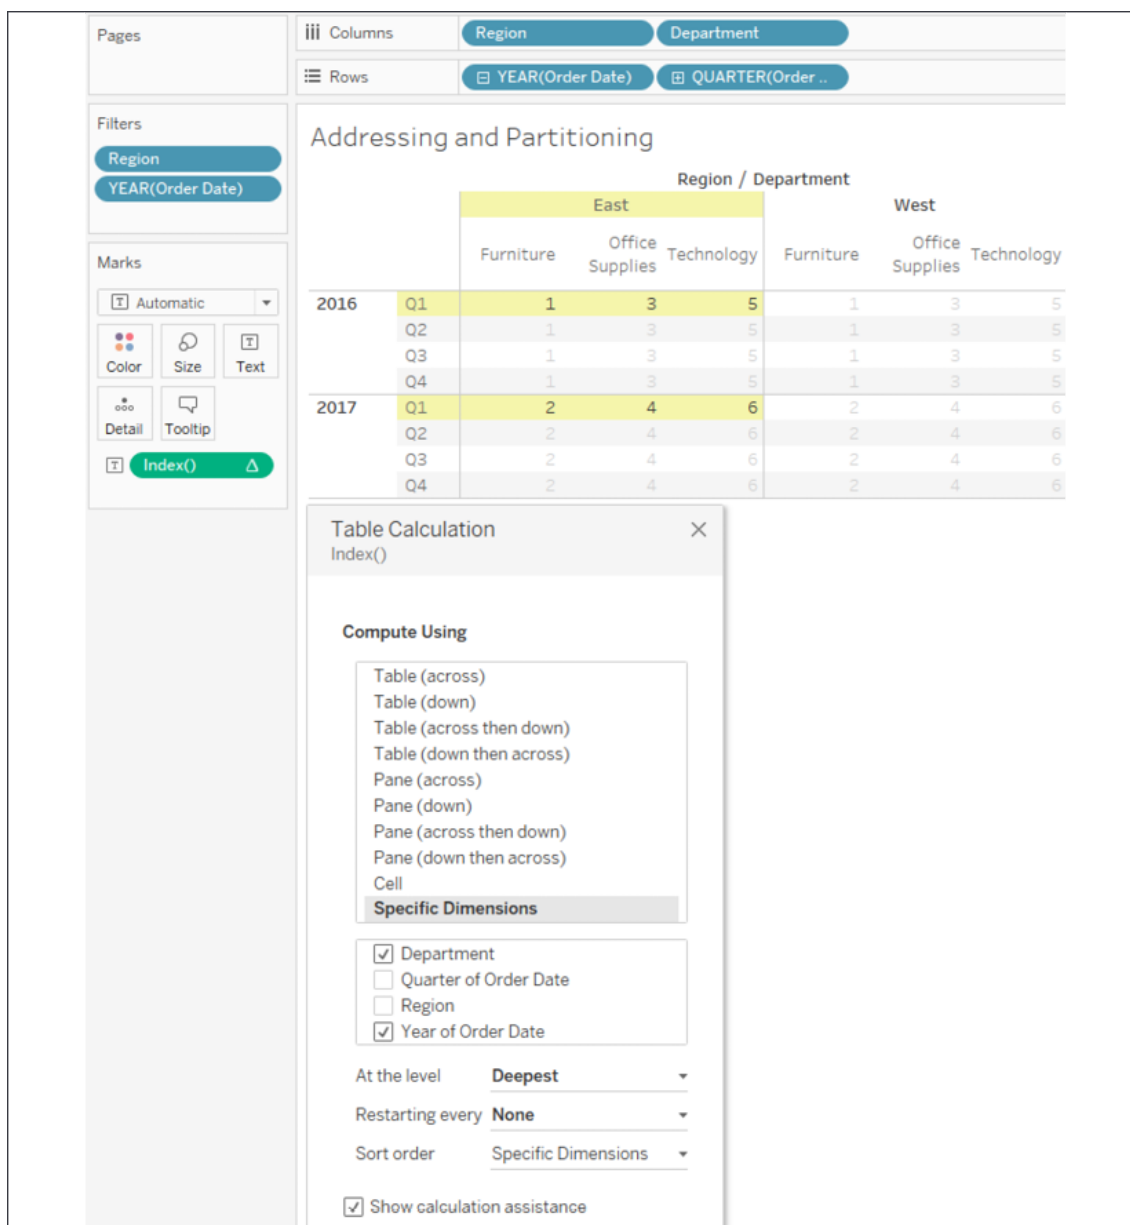 Pages
Columns Region Department
Rows YEAR(Order Date) QUARTER(Order ..
Filters
Region
YEAR(Order Date)
Marks
Automatic
Color Size Text
Detail Tooltip
Index()
Addressing and Partitioning
Region / Department
East West
Furniture Office Supplies Technology Furniture Office Supplies Technology
2016 Q1 1 3 5 1 3 5
Q2 1 3 5 1 3 5
Q3 1 3 5 1 3 5
Q4 1 3 5 1 3 5
2017 Q1 2 4 6 2 4 6
Q2 2 4 6 2 4 6
Q3 2 4 6 2 4 6
Q4 2 4 6 2 4 6
Table Calculation
Index()
Compute Using
Table (across)
Table (down)
Table (across then down)
Table (down then across)
Pane (across)
Pane (down)
Pane (across then down)
Pane (down then across)
Cell
Specific Dimensions
Department
Quarter of Order Date
Region
Year of Order Date
At the level Deepest
Restarting every None
Sort order Specific Dimensions
Show calculation assistance